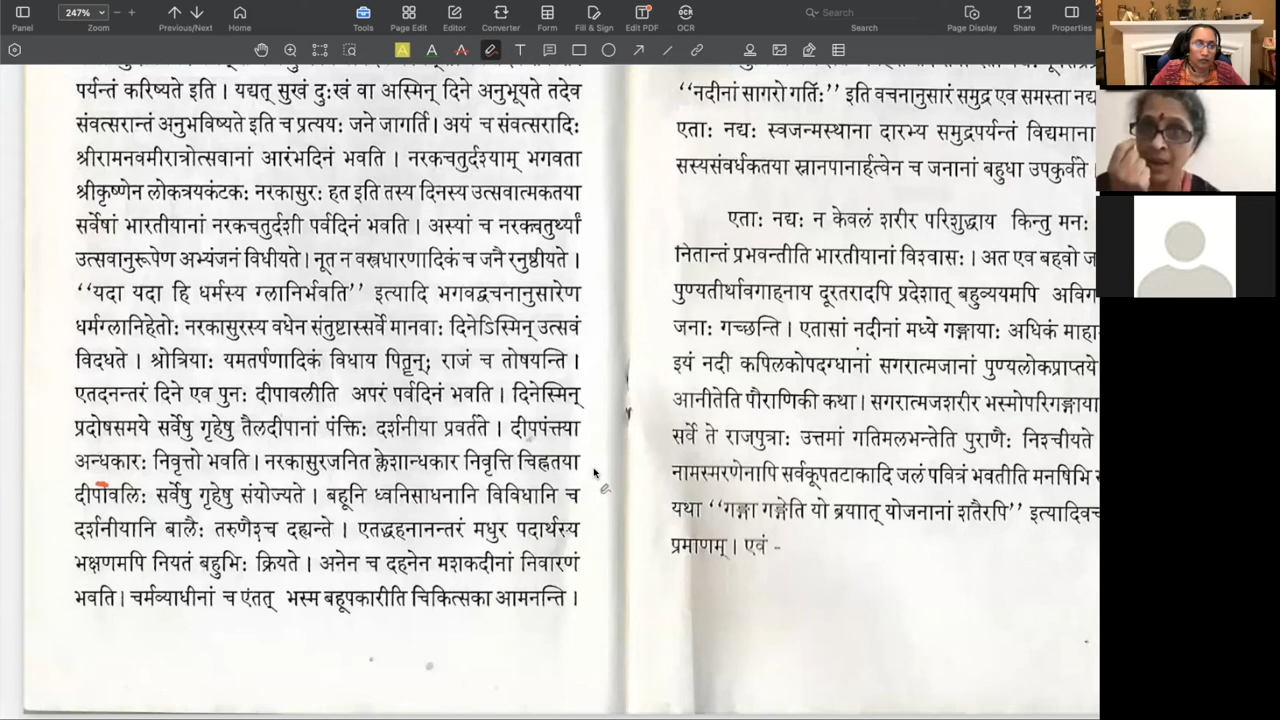 Panel
247%
Zoom
Previous/Next
Home
Tools
Page Edit
Editor
Converter
Form
Fill & Sign
Edit PDF
OCR
Search
Search
Page Display
Share
Properties
पर्यन्तं करिष्यते इति । यद्यत् सुखं दुःखं वा अस्मिन् दिने अनुभूयते तदेव
संवत्सरान्तं अनुभविष्यते इति च प्रत्ययः जने जागर्ति। अयं च संवत्सरादिः
श्रीरामनवमीरात्रोत्सवानां आरंभदिनं भवति । नरकचतुर्दश्याम् भगवता
श्रीकृष्णेन लोकत्रयकंटकः नरकासुरः हत इति तस्य दिनस्य उत्सवात्मकतया
सर्वेषां भारतीयानां नरकचतुर्दशी पर्वदिनं भवति । अस्यां च नरकचतुर्थ्यां
उत्सवानुरूपेण अभ्यंजनं विधीयते। नूत न वस्त्रधारणादिकं च जनै रनुष्ठीयते ।
‘‘यदा यदा हि धर्मस्य ग्लानिर्भवति’’ इत्यादि भगवद्वचनानुसारेण
धर्मग्लानिहेतोः नरकासुरस्य वधेन संतुष्टास्सर्वे मानवाः दिनेऽस्मिन् उत्सवं
विदधते । श्रोत्रियाः यमतर्पणादिकं विधाय पितॄन्; राजं च तोषयन्ति ।
एतदनन्तरं दिने एव पुनः दीपावलीति अपरं पर्वदिनं भवति । दिनेस्मिन्
प्रदोषसमये सर्वेषु गृहेषु तैलदीपानां पंक्तिः दर्शनीया प्रवर्तते । दीपपंक्त्या
अन्धकारः निवृत्तो भवति। नरकासुरजनित क्लेशान्धकार निवृत्ति चिह्नतया
दीपावलिः सर्वेषु गृहेषु संयोज्यते । बहूनि ध्वनिसाधनानि विविधानि च
दर्शनीयानि बालैः तरुणैश्च दह्यन्ते । एतद्धहनानन्तरं मधुर पदार्थस्य
भक्षणमपि नियतं बहुभिः क्रियते । अनेन च दहनेन मशकदीनां निवारणं
भवति। चर्मव्याधीनां च एंतत् भस्म बहूपकारीति चिकित्सका आमनन्ति ।
‘‘नदीनां सागरो गर्तिः’’ इति वचनानुसारं समुद्र एव समस्ता नद्य
एताः नद्यः स्वजन्मस्थाना दारभ्य समुद्रपर्यन्तं विद्यमाना
सस्यसंवर्धकतया स्नानपानार्हत्वेन च जनानां बहुधा उपकुर्वते ।
एताः नद्यः न केवलं शरीर परिशुद्धाय किन्तु मनः
नितान्तं प्रभवन्तीति भारतीयानां विश्वासः। अत एव बहवो ज
पुण्यतीर्थावगाहनाय दूरतरादपि प्रदेशात् बहुव्ययमपि अविग
जनाः गच्छन्ति । एतासां नदीनां मध्ये गङ्गायाः अधिकं माहा
इयं नदी कपिलकोपदग्धानां सगरात्मजानां पुण्यलोकप्राप्तये
आनीतेति पौराणिकी कथा। सगरात्मजशरीर भस्मोपरिगङ्गाया
सर्वे ते राजपुत्राः उत्तमां गतिमलभन्तेति पुराणैः निश्चीयते
नामस्मरणेनापि सर्वकूपतटाकादि जलं पवित्रं भवतीति मनषिभि
यथा ‘‘गङ्गा गङ्गेति यो ब्रयाात् योजनानां शतैरपि’’ इत्यादिवच
प्रमाणम् । एवं -